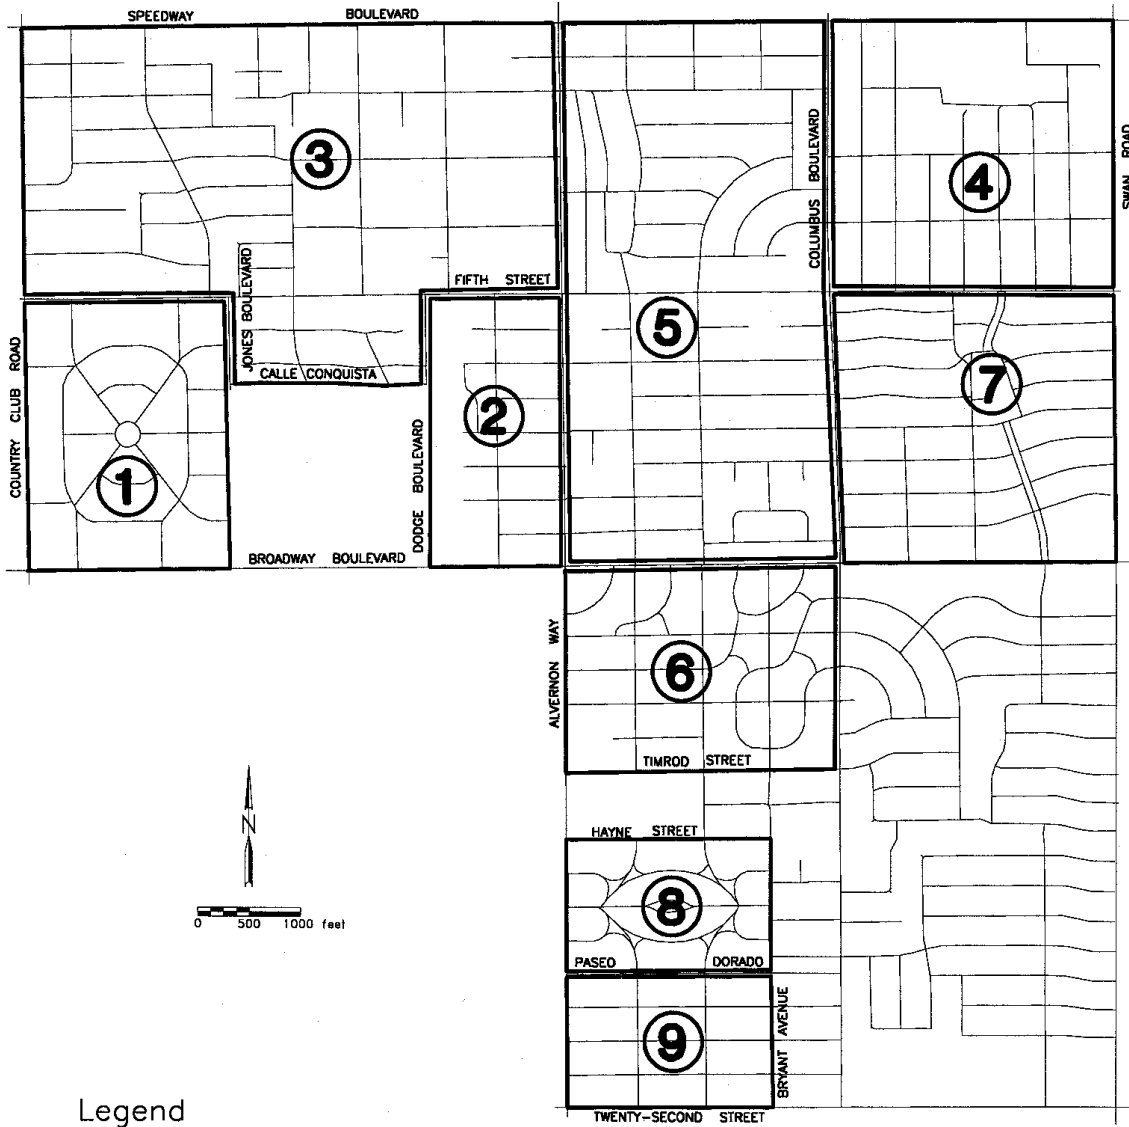 SPEEDWAY BOULEVARD
3
4
COLUMBUS BOULEVARD
SWAN ROAD
JONES BOULEVARD
FIFTH STREET
5
COUNTRY CLUB ROAD
CALLE CONQUISTA
7
2
1
DODGE BOULEVARD
BROADWAY BOULEVARD
ALVERNON WAY
6
TIMROD STREET
N
HAYNE STREET
8
0 500 1000 feet
PASEO DORADO
9
BRYANT AVENUE
Legend
TWENTY-SECOND STREET